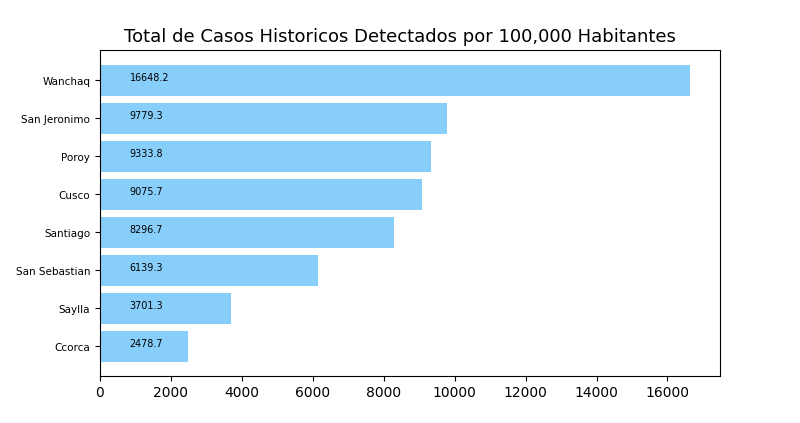 Total de Casos Historicos Detectados por 100,000 Habitantes
Wanchaq 16648.2
San Jeronimo 9779.3
Poroy 9333.8
Cusco 9075.7
Santiago 8296.7
San Sebastian 6139.3
Saylla 3701.3
Ccorca 2478.7
0 2000 4000 6000 8000 10000 12000 14000 16000